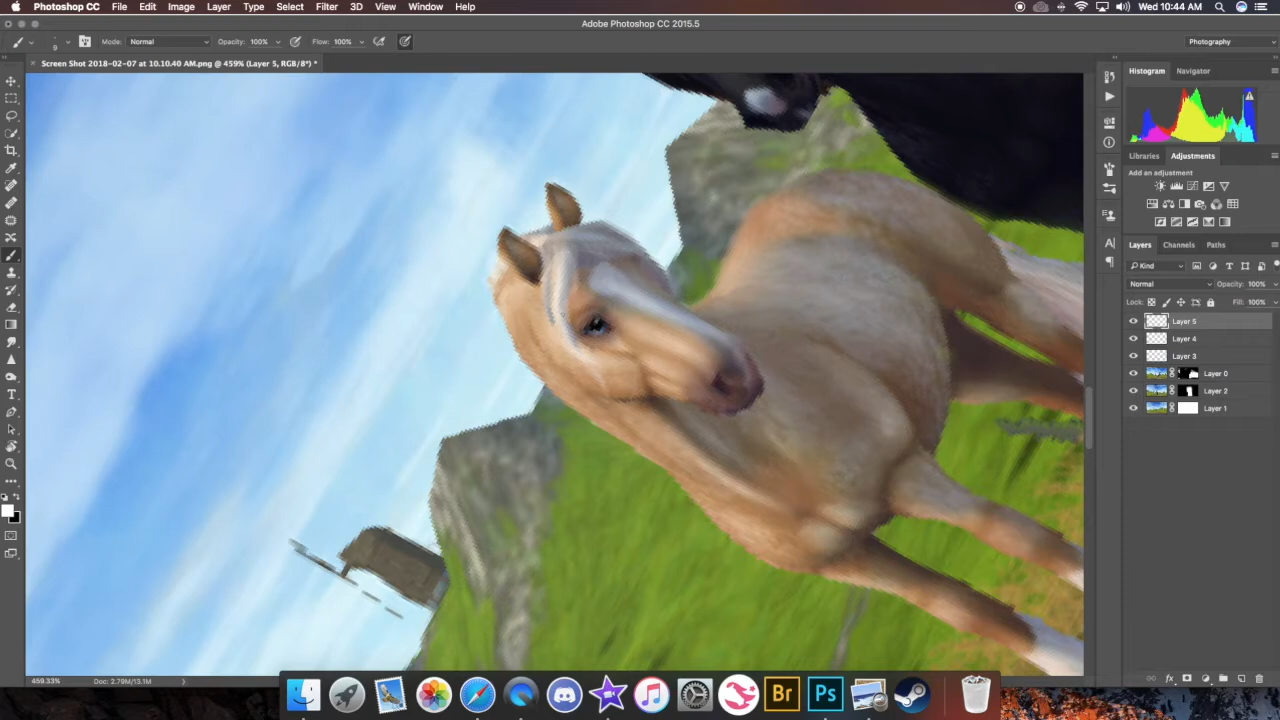 Photoshop CC File Edit Image Layer Type Select Filter 3D View Window Help Wed 10:44 AM
Adobe Photoshop CC 2015.5
9 Mode: Normal Opacity: 100% Flow: 100% Photography
× Screen Shot 2018-02-07 at 10.10.40 AM.png @ 459% (Layer 5, RGB/8*) *
Histogram Navigator
Libraries Adjustments
Add an adjustment
Layers Channels Paths
Kind
Normal Opacity: 100%
Lock: Fill: 100%
Layer 5
Layer 4
Layer 3
Layer 0
Layer 2
Layer 1
459.33% Doc: 2.79M/13.1M
fx
Br Ps